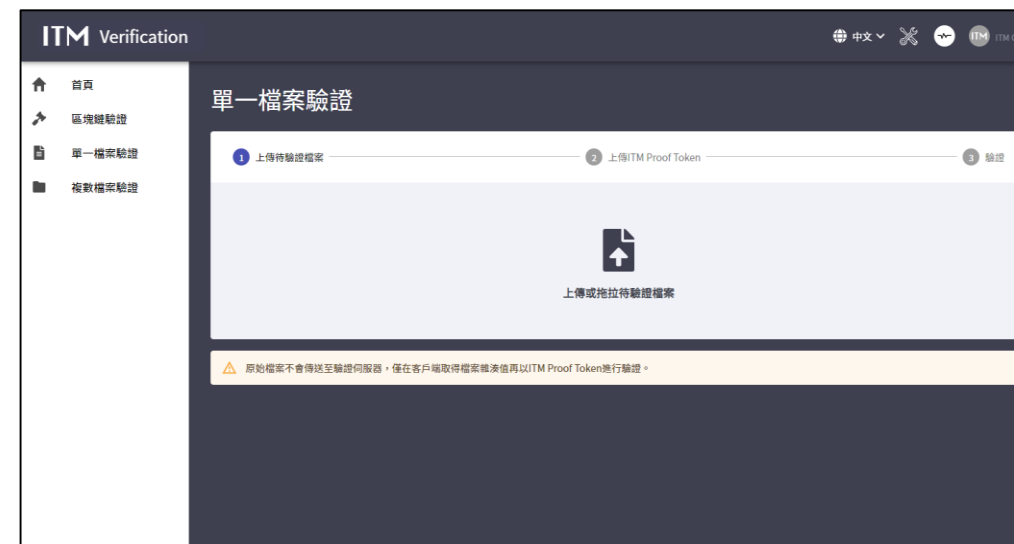 ITM Verification
中文
ITM
ITM
首頁
區塊鏈驗證
單一檔案驗證
複數檔案驗證
單一檔案驗證
1 上傳待驗證檔案
2 上傳ITM Proof Token
3 驗證
上傳或拖拉待驗證檔案
原始檔案不會傳送至驗證伺服器，僅在客戶端取得檔案雜湊值再以ITM Proof Token進行驗證。